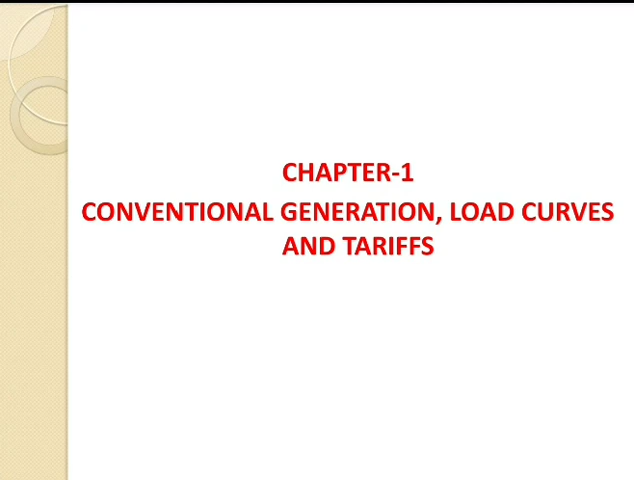 CHAPTER-1
CONVENTIONAL GENERATION, LOAD CURVES
AND TARIFFS